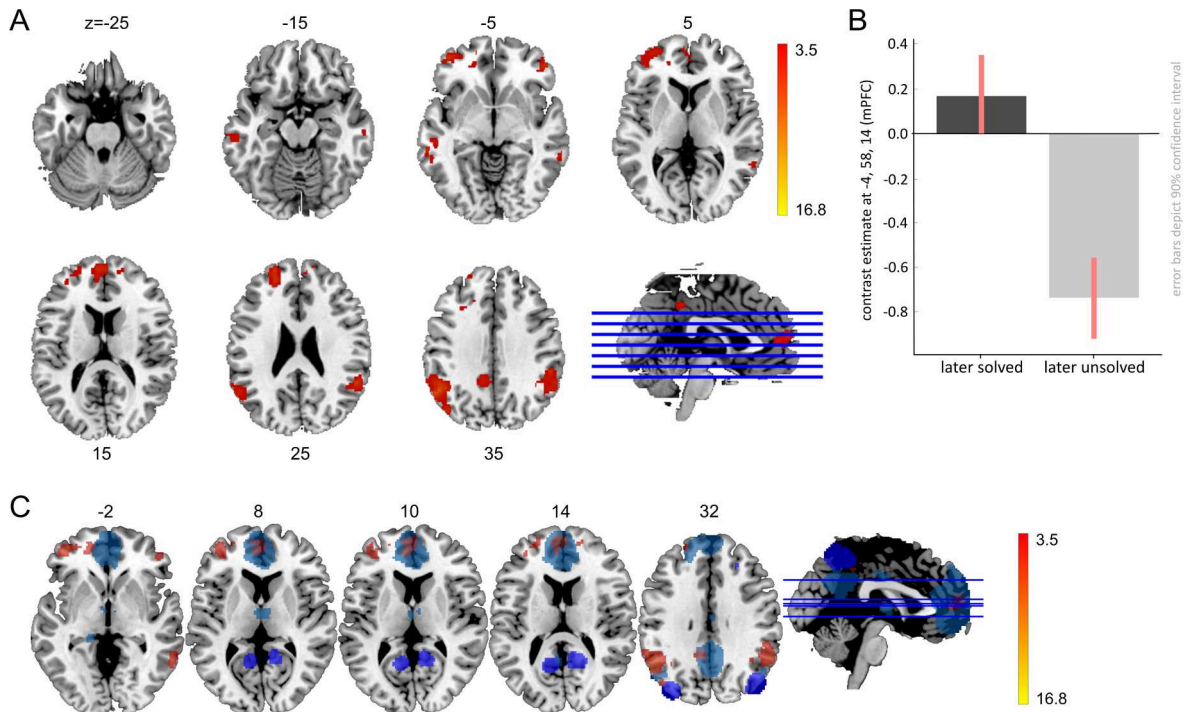 A
z=-25
-15
-5
5
3.5
16.8
15
25
35
B
contrast estimate at -4, 58, 14 (mPFC)
0.4
0.2
0.0
-0.2
-0.4
-0.6
-0.8
later solved
later unsolved
error bars depict 90% confidence interval
C
-2
8
10
14
32
3.5
16.8